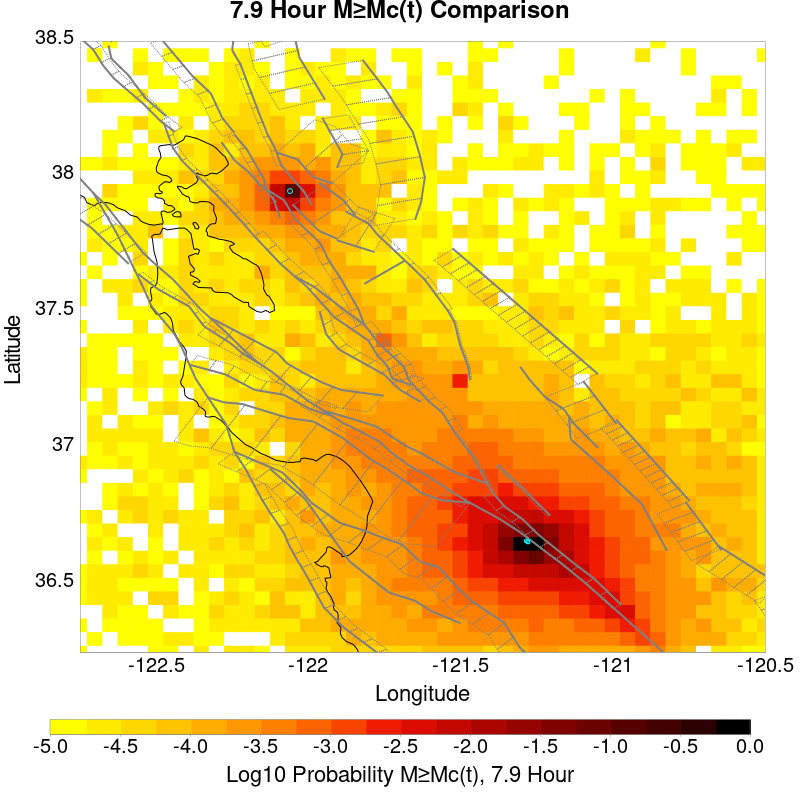 7.9 Hour M≥Mc(t) Comparison
38.5
38
37.5
37
36.5
Latitude
-122.5 -122 -121.5 -121 -120.5
Longitude
-5.0 -4.5 -4.0 -3.5 -3.0 -2.5 -2.0 -1.5 -1.0 -0.5 0.0
Log10 Probability M≥Mc(t), 7.9 Hour